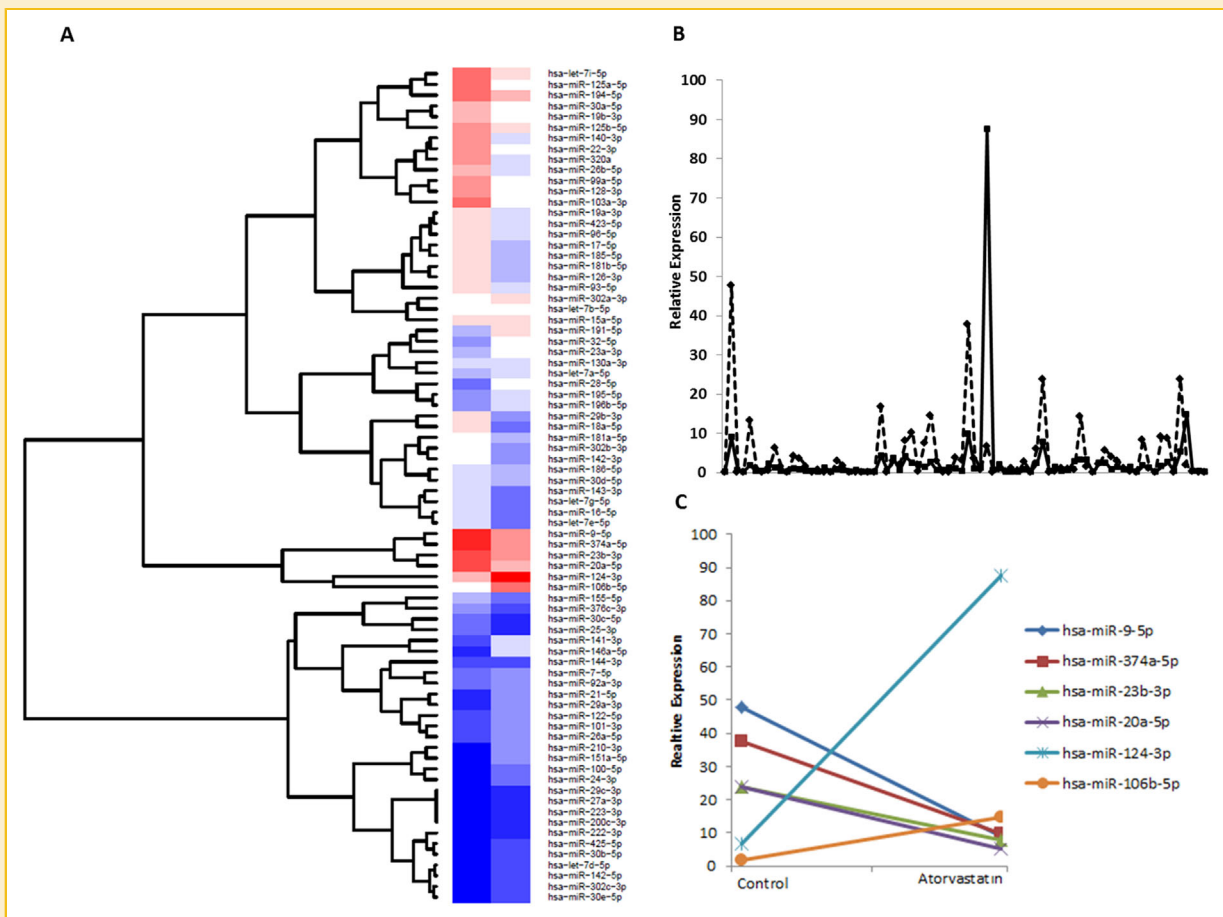 A
hsa-let-7i-5p
hsa-miR-125a-5p
hsa-miR-194-5p
hsa-miR-30a-5p
hsa-miR-19b-3p
hsa-miR-125b-5p
hsa-miR-140-3p
hsa-miR-22-3p
hsa-miR-320a
hsa-miR-26b-5p
hsa-miR-99a-5p
hsa-miR-128-3p
hsa-miR-103a-3p
hsa-miR-19a-3p
hsa-miR-423-5p
hsa-miR-96-5p
hsa-miR-17-5p
hsa-miR-185-5p
hsa-miR-181b-5p
hsa-miR-126-3p
hsa-miR-93-5p
hsa-miR-302a-3p
hsa-let-7b-5p
hsa-miR-15a-5p
hsa-miR-191-5p
hsa-miR-32-5p
hsa-miR-23a-3p
hsa-miR-130a-3p
hsa-let-7a-5p
hsa-miR-28-5p
hsa-miR-195-5p
hsa-miR-196b-5p
hsa-miR-29b-3p
hsa-miR-18a-5p
hsa-miR-181a-5p
hsa-miR-302b-3p
hsa-miR-142-3p
hsa-miR-186-5p
hsa-miR-30d-5p
hsa-miR-143-3p
hsa-let-7g-5p
hsa-miR-16-5p
hsa-let-7e-5p
hsa-miR-9-5p
hsa-miR-374a-5p
hsa-miR-23b-3p
hsa-miR-20a-5p
hsa-miR-124-3p
hsa-miR-106b-5p
hsa-miR-155-5p
hsa-miR-376c-3p
hsa-miR-30c-5p
hsa-miR-25-3p
hsa-miR-141-3p
hsa-miR-146a-5p
hsa-miR-144-3p
hsa-miR-7-5p
hsa-miR-92a-3p
hsa-miR-21-5p
hsa-miR-29a-3p
hsa-miR-122-5p
hsa-miR-101-3p
hsa-miR-26a-5p
hsa-miR-210-3p
hsa-miR-151a-5p
hsa-miR-100-5p
hsa-miR-24-3p
hsa-miR-29c-3p
hsa-miR-27a-3p
hsa-miR-223-3p
hsa-miR-200c-3p
hsa-miR-222-3p
hsa-miR-425-5p
hsa-miR-30b-5p
hsa-let-7d-5p
hsa-miR-142-5p
hsa-miR-302c-3p
hsa-miR-30e-5p
B
Relative Expression
100
90
80
70
60
50
40
30
20
10
0
C
Realtive Expression
100
90
80
70
60
50
40
30
20
10
0
Control
Atorvastatin
hsa-miR-9-5p
hsa-miR-374a-5p
hsa-miR-23b-3p
hsa-miR-20a-5p
hsa-miR-124-3p
hsa-miR-106b-5p